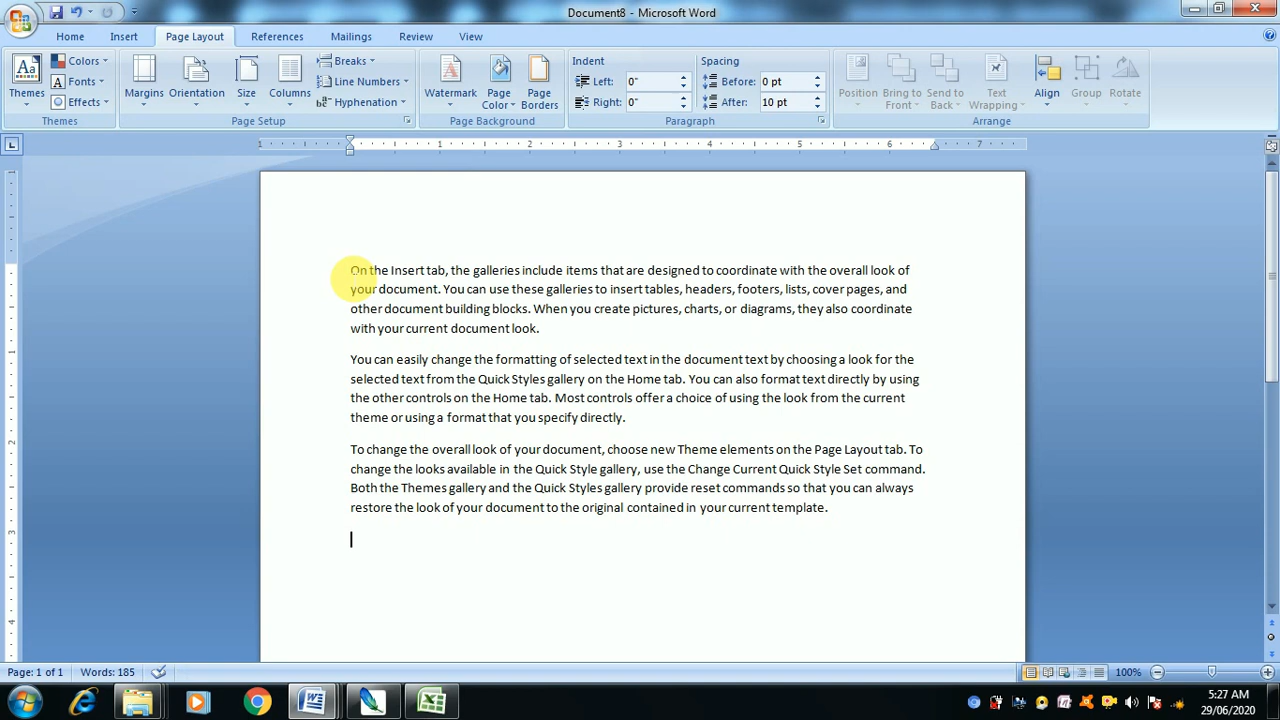 Document8 - Microsoft Word
Home Insert Page Layout References Mailings Review View
Themes
Colors
Fonts
Effects
Themes
Margins
Orientation
Size
Columns
Breaks
Line Numbers
Hyphenation
Page Setup
Watermark
Page Color
Page Borders
Page Background
Indent
Left: 0"
Right: 0"
Spacing
Before: 0 pt
After: 10 pt
Paragraph
Position
Bring to Front
Send to Back
Text Wrapping
Align
Group
Rotate
Arrange
1 1 2 3 4 5 6 7
On the Insert tab, the galleries include items that are designed to coordinate with the overall look of
your document. You can use these galleries to insert tables, headers, footers, lists, cover pages, and
other document building blocks. When you create pictures, charts, or diagrams, they also coordinate
with your current document look.
You can easily change the formatting of selected text in the document text by choosing a look for the
selected text from the Quick Styles gallery on the Home tab. You can also format text directly by using
the other controls on the Home tab. Most controls offer a choice of using the look from the current
theme or using a format that you specify directly.
To change the overall look of your document, choose new Theme elements on the Page Layout tab. To
change the looks available in the Quick Style gallery, use the Change Current Quick Style Set command.
Both the Themes gallery and the Quick Styles gallery provide reset commands so that you can always
restore the look of your document to the original contained in your current template.
1
1
2
3
4
Page: 1 of 1 Words: 185 100%
5:27 AM
29/06/2020